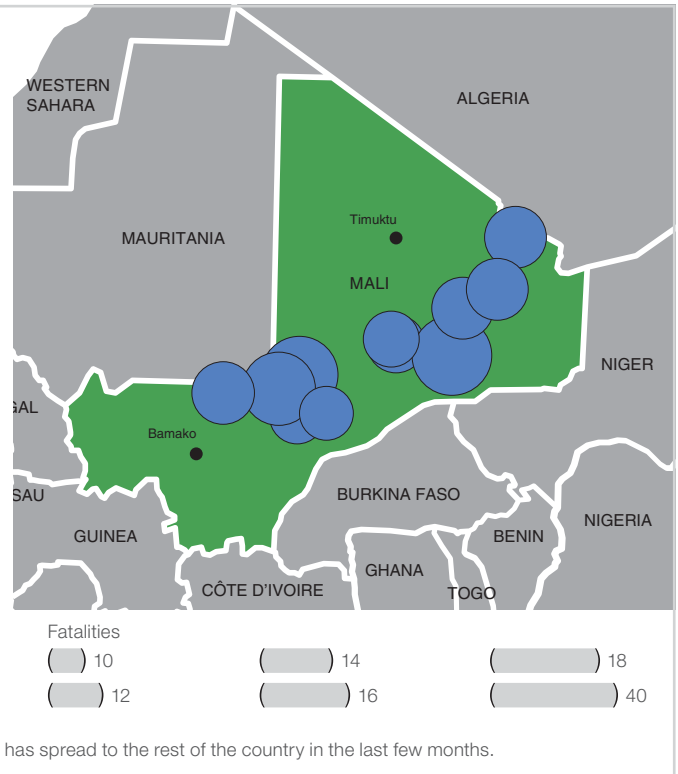 WESTERN
SAHARA
ALGERIA
Timuktu
MAURITANIA
MALI
NIGER
GAL
Bamako
SAU
BURKINA FASO
GUINEA
NIGERIA
BENIN
GHANA
CÔTE D'IVOIRE
TOGO
Fatalities
10
14
18
12
16
40
has spread to the rest of the country in the last few months.